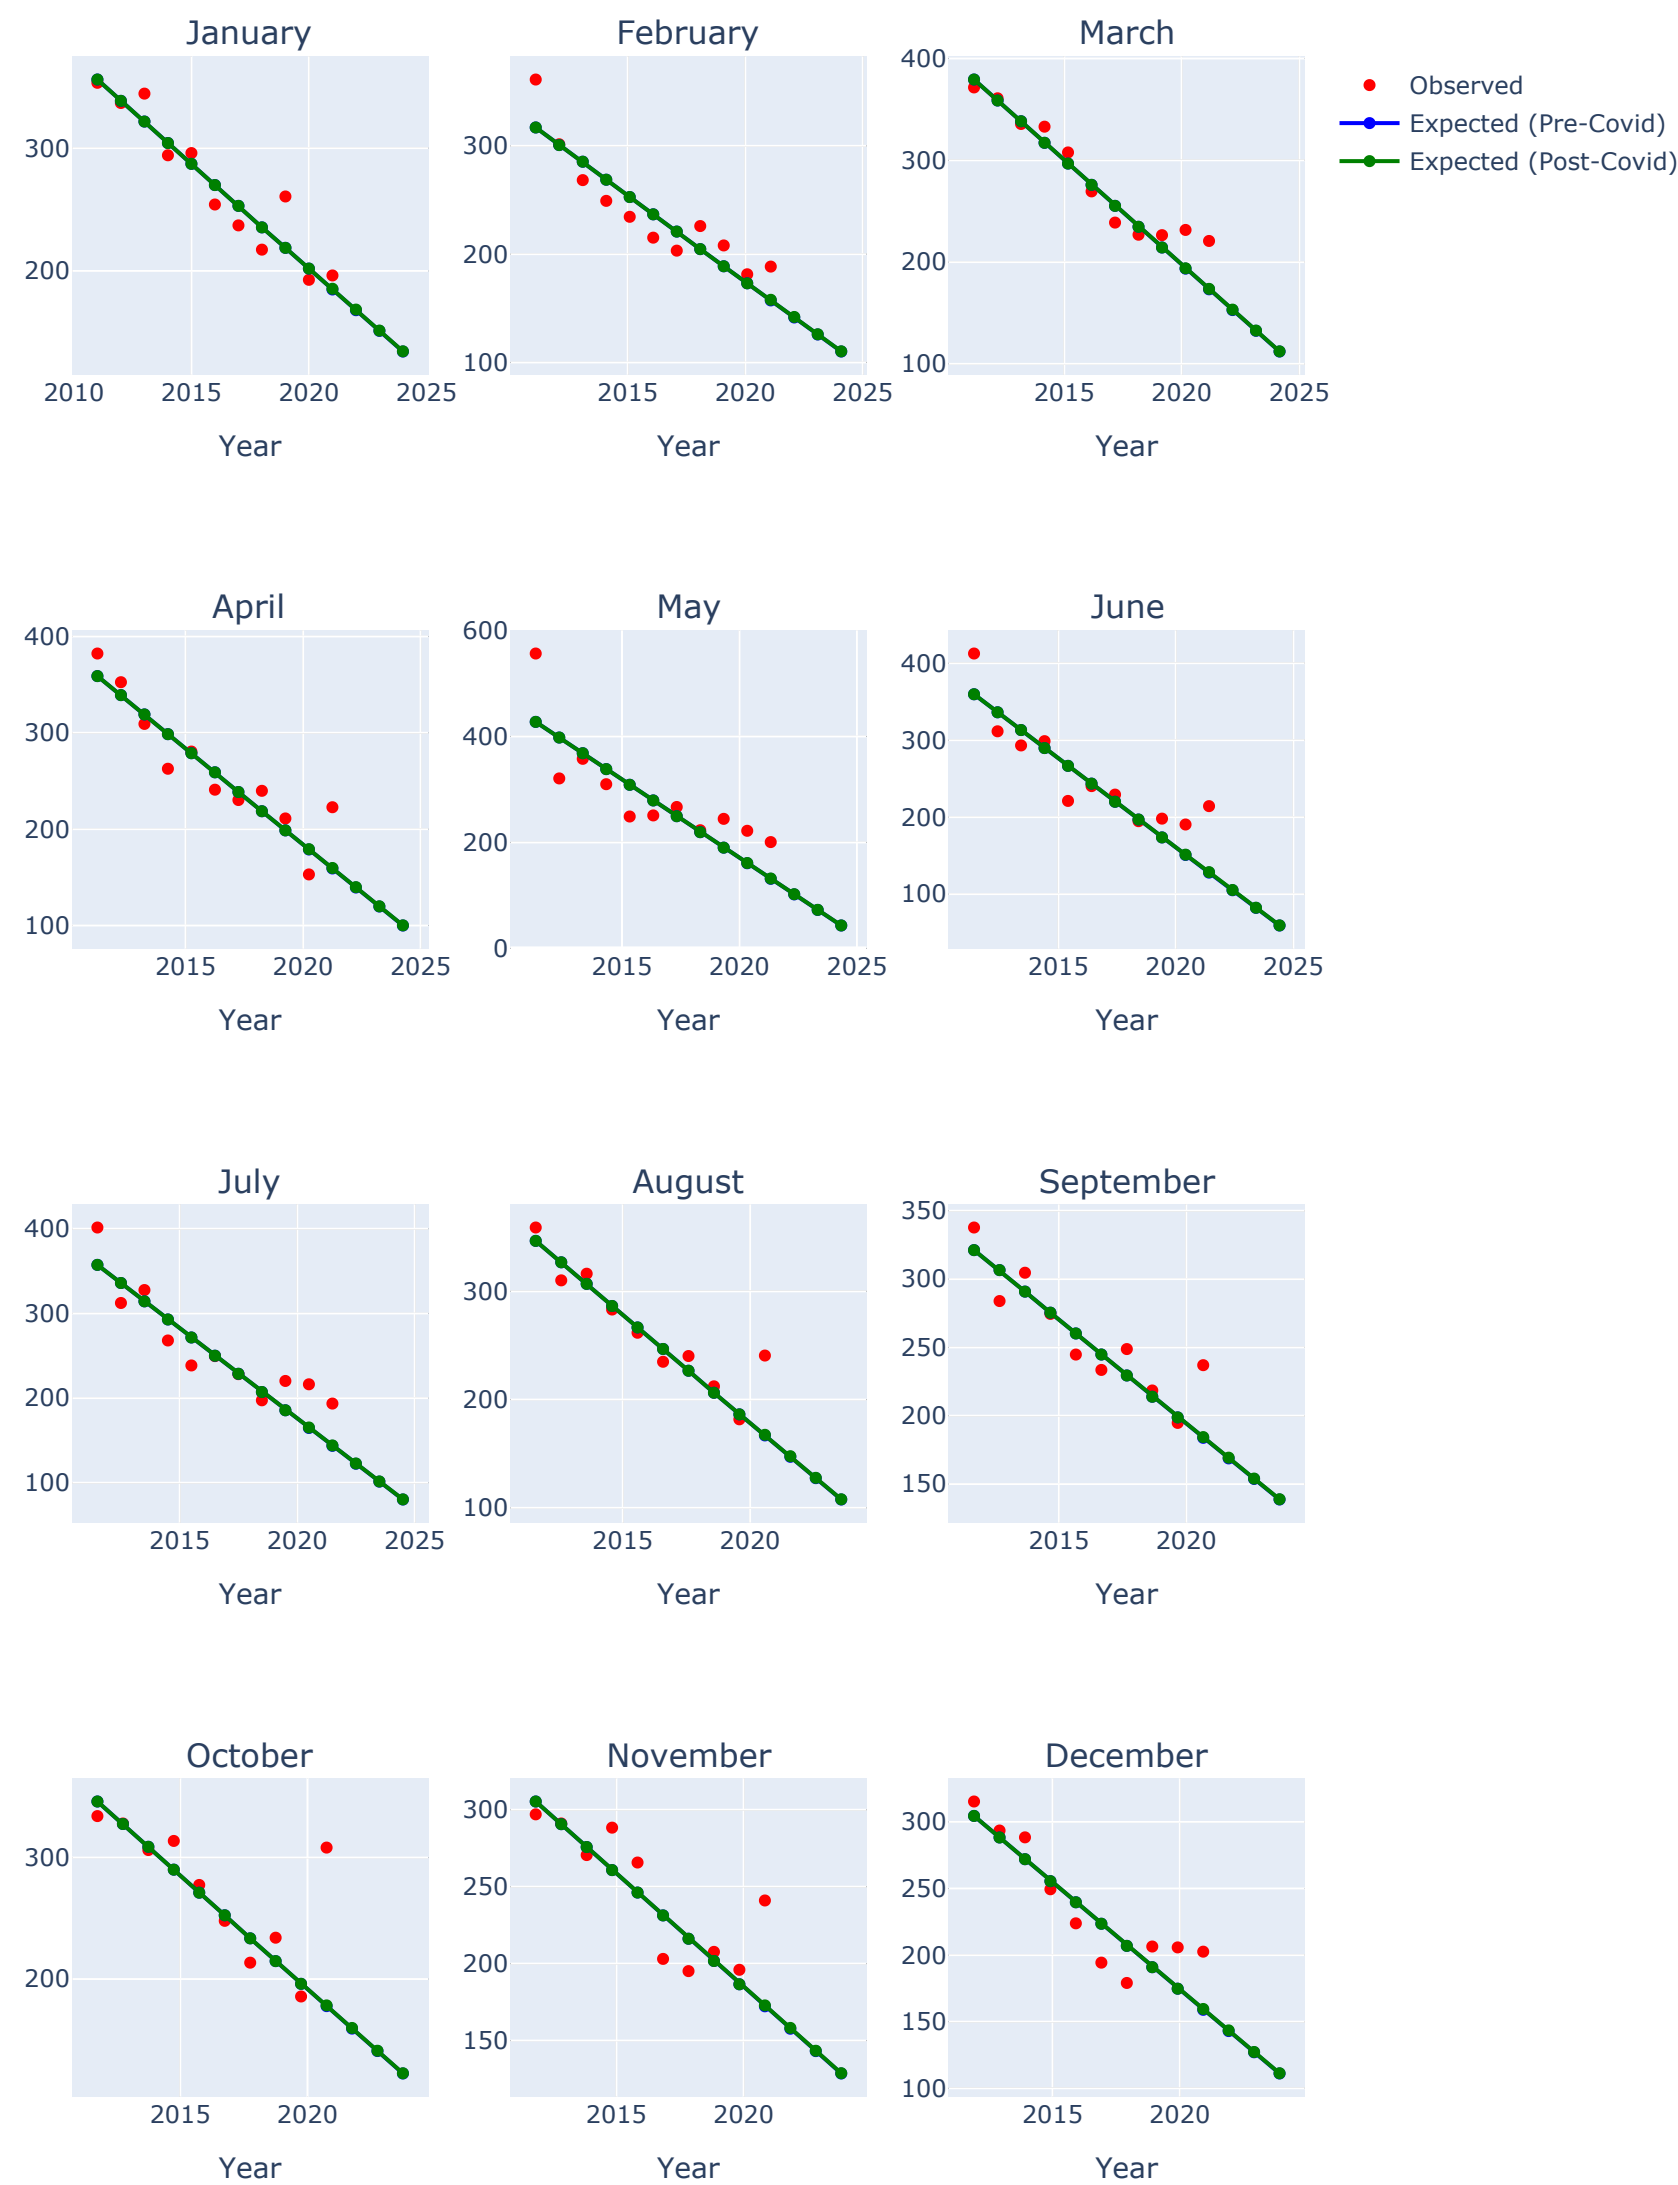 January
February
March
400
300
200
300
200
100
400
300
200
100
2010 2015 2020 2025
2015 2020 2025
2015 2020 2025
Year
Year
Year
Observed
Expected (Pre-Covid)
Expected (Post-Covid)
April
May
June
400
300
200
100
600
400
200
0
400
300
200
100
2015 2020 2025
2015 2020 2025
2015 2020 2025
Year
Year
Year
July
August
September
400
300
200
100
300
200
100
350
300
250
200
150
2015 2020 2025
2015 2020
2015 2020
Year
Year
Year
October
November
December
300
200
300
250
200
150
300
250
200
150
100
2015 2020
2015 2020
2015 2020
Year
Year
Year